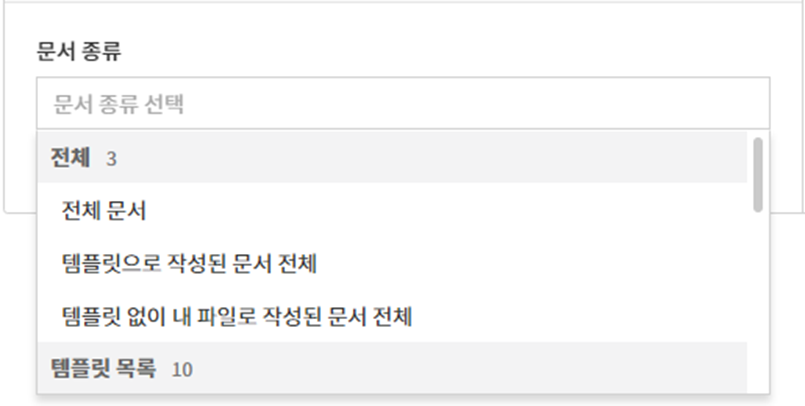 문서 종류
문서 종류 선택
전체 3
전체 문서
템플릿으로 작성된 문서 전체
템플릿 없이 내 파일로 작성된 문서 전체
템플릿 목록 10